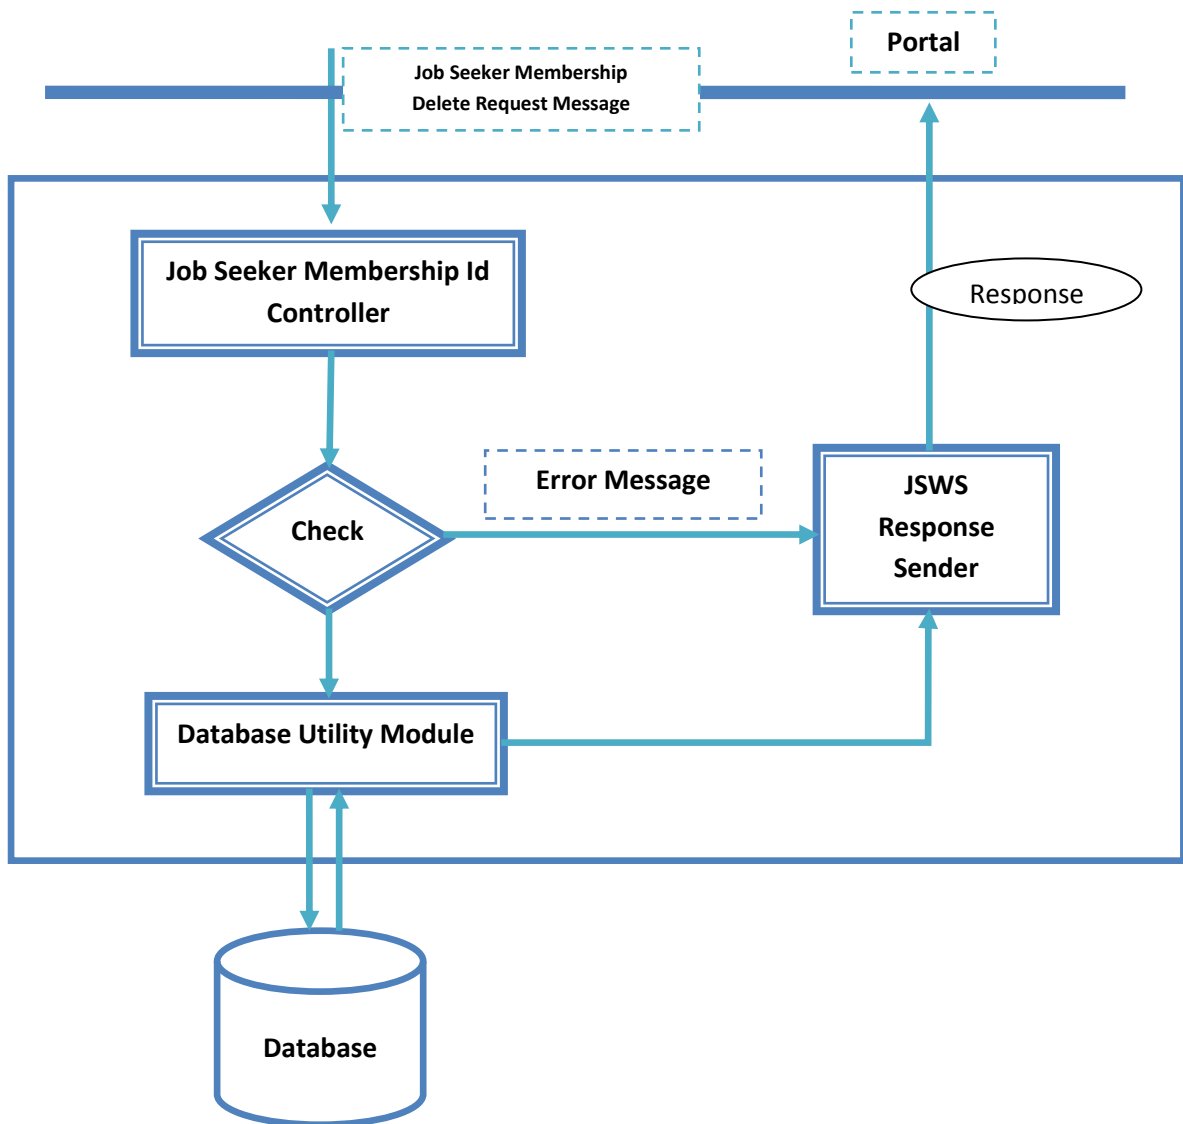 Portal
Job Seeker Membership
Delete Request Message
Job Seeker Membership Id
Controller
Response
Error Message
JSWS
Response
Sender
Check
Database Utility Module
Database